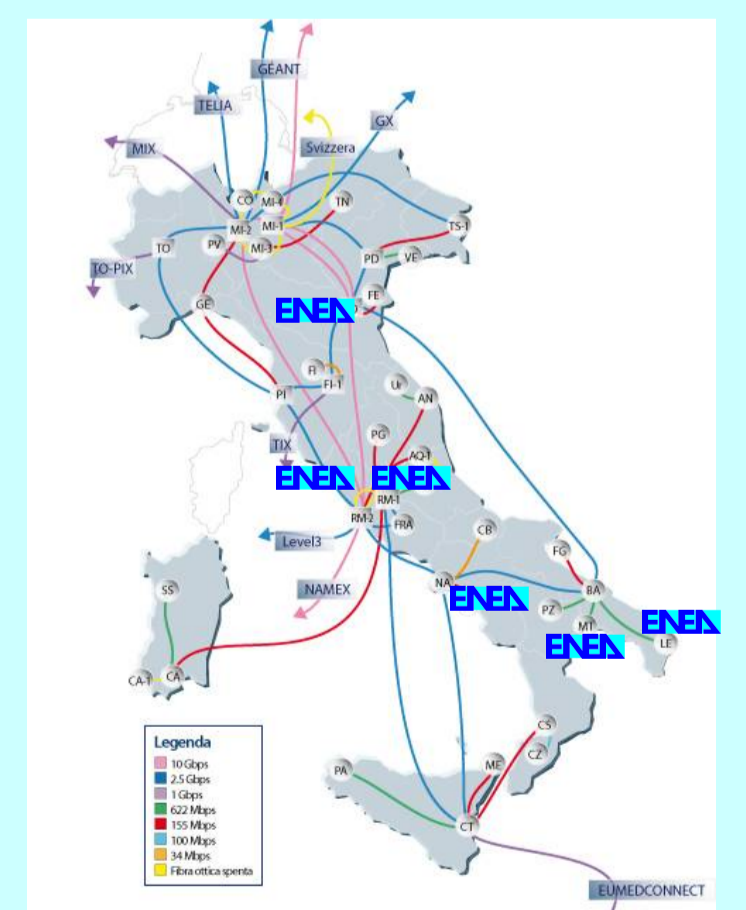 GÉANT
TELIA
GX
MIX
Svizzera
CO
MI-4
TN
MI-2
MI-1
TS-1
PV
MI-3
TO
PD
VE
TO-PIX
FE
GE
ENEA
FI
FI-1
Ur
PI
AN
PG
TIX
AQ-1
ENEA
ENEA
RM-1
RM-2
FRA
CB
Level3
FG
NA
BA
SS
NAMEX
ENEA
PZ
MT
ENEA
LE
ENEA
CA-1
CA
CS
Legenda
CZ
10 Gbps
2.5 Gbps
1 Gbps
622 Mbps
155 Mbps
100 Mbps
34 Mbps
Fibra ottica spenta
PA
ME
CT
EUMEDCONNECT